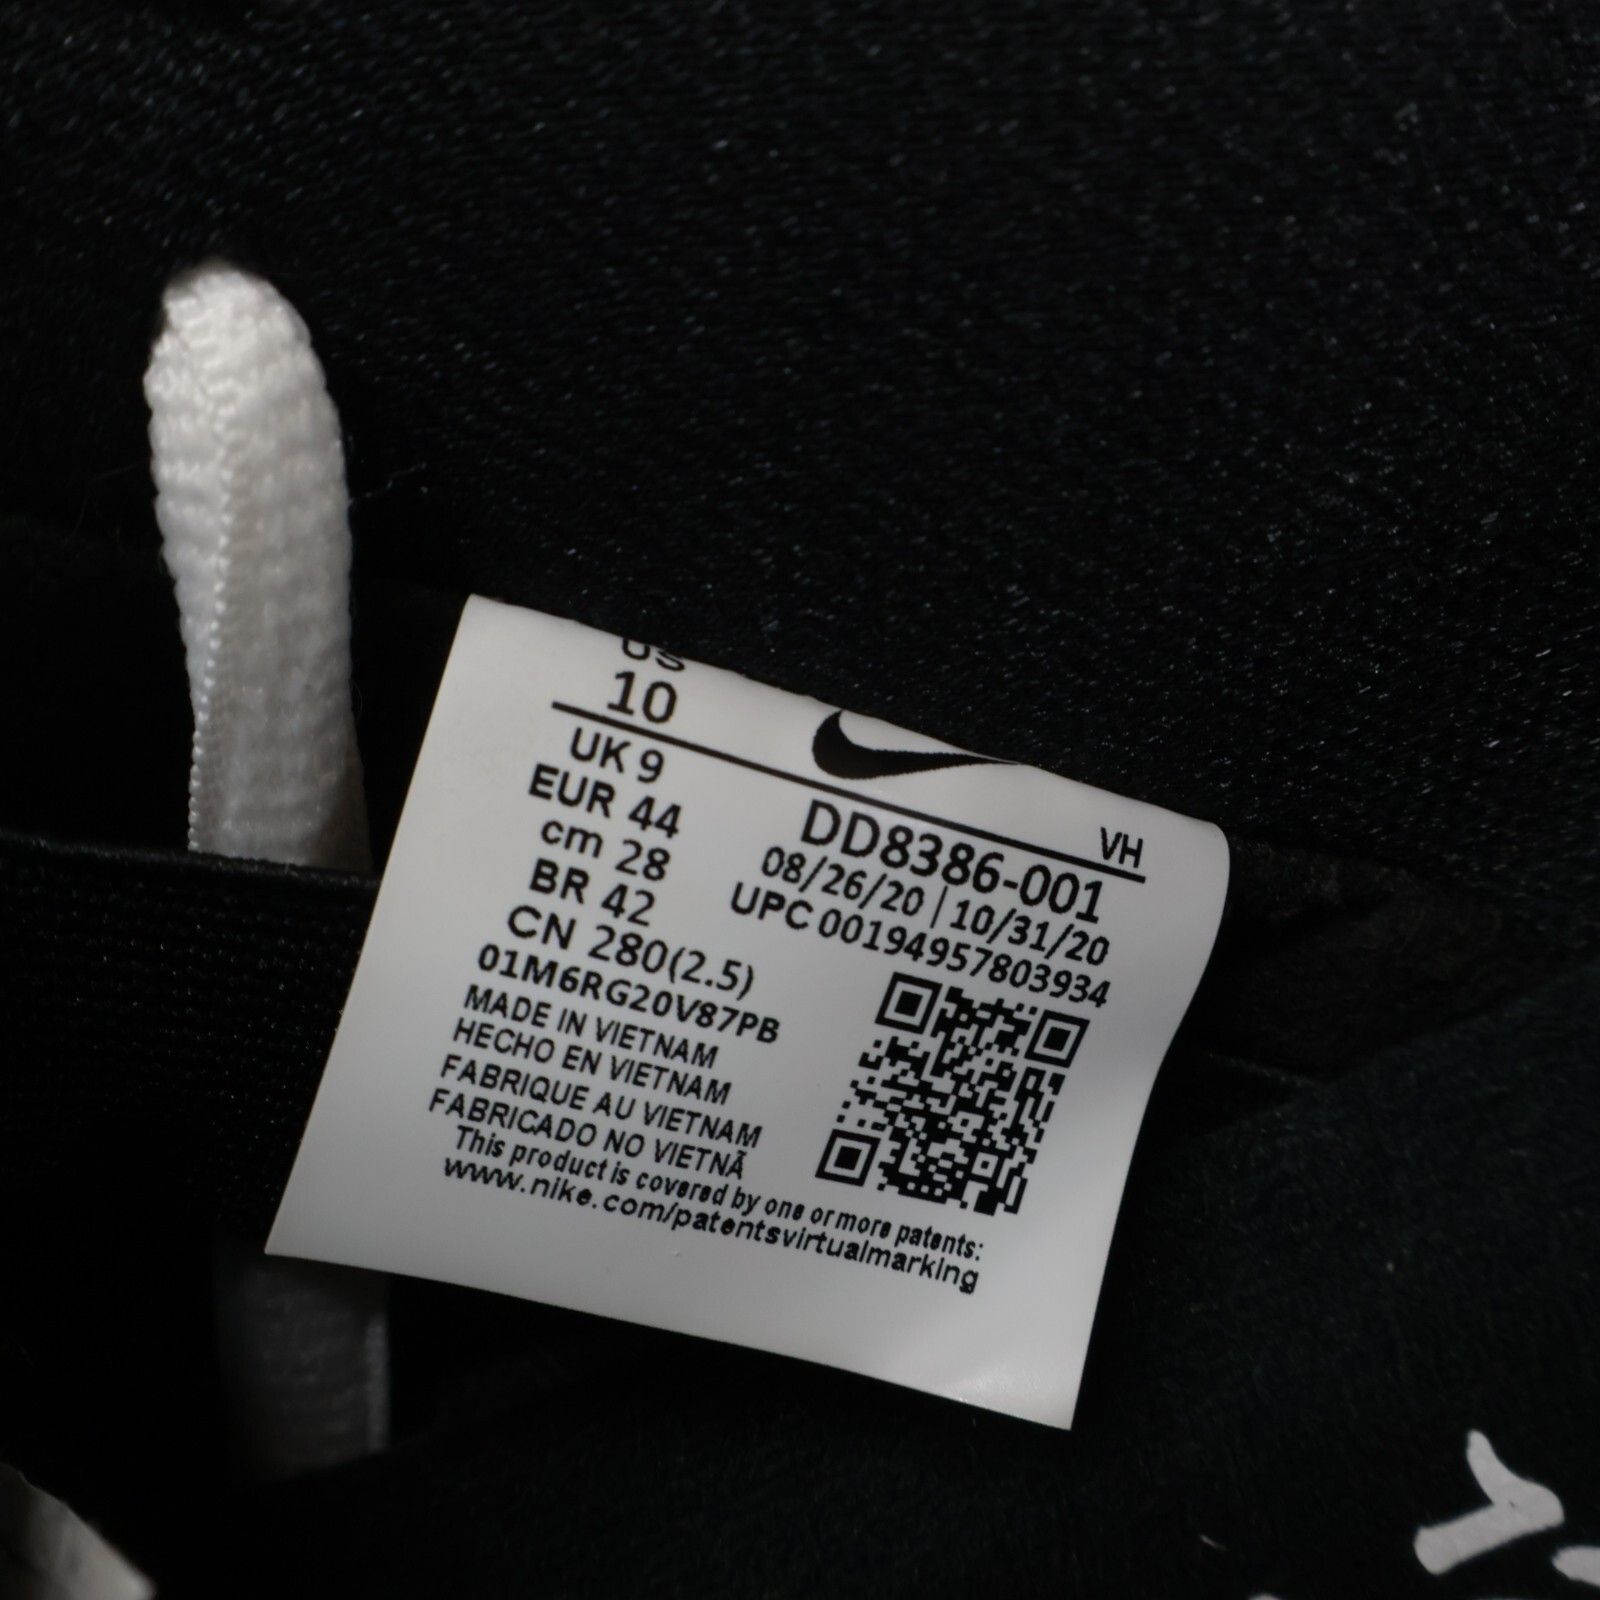 US
10
VH
UK 9
EUR 44
cm 28
BR 42
CN 280(2.5)
DD8386-001
08/26/20 | 10/31/20
UPC 00194957803934
01M6RG20V87PB
MADE IN VIETNAM
HECHO EN VIETNAM
FABRIQUE AU VIETNAM
FABRICADO NO VIETNÃ
This product is covered by one or more patents:
www.nike.com/patentsvirtualmarking